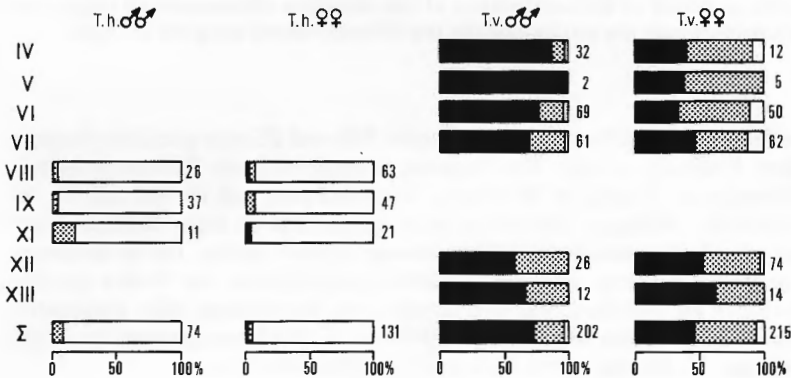 T.h.♂♂ T.h.♀♀ T.v.♂♂ T.v.♀♀
IV 32 12
V 2 5
VI 69 50
VII 61 62
VIII 26 63
IX 37 47
XI 11 21
XII 26 74
XIII 12 14
Σ 74 131 202 215
0 50 100% 0 50 100% 0 50 100% 0 50 100%